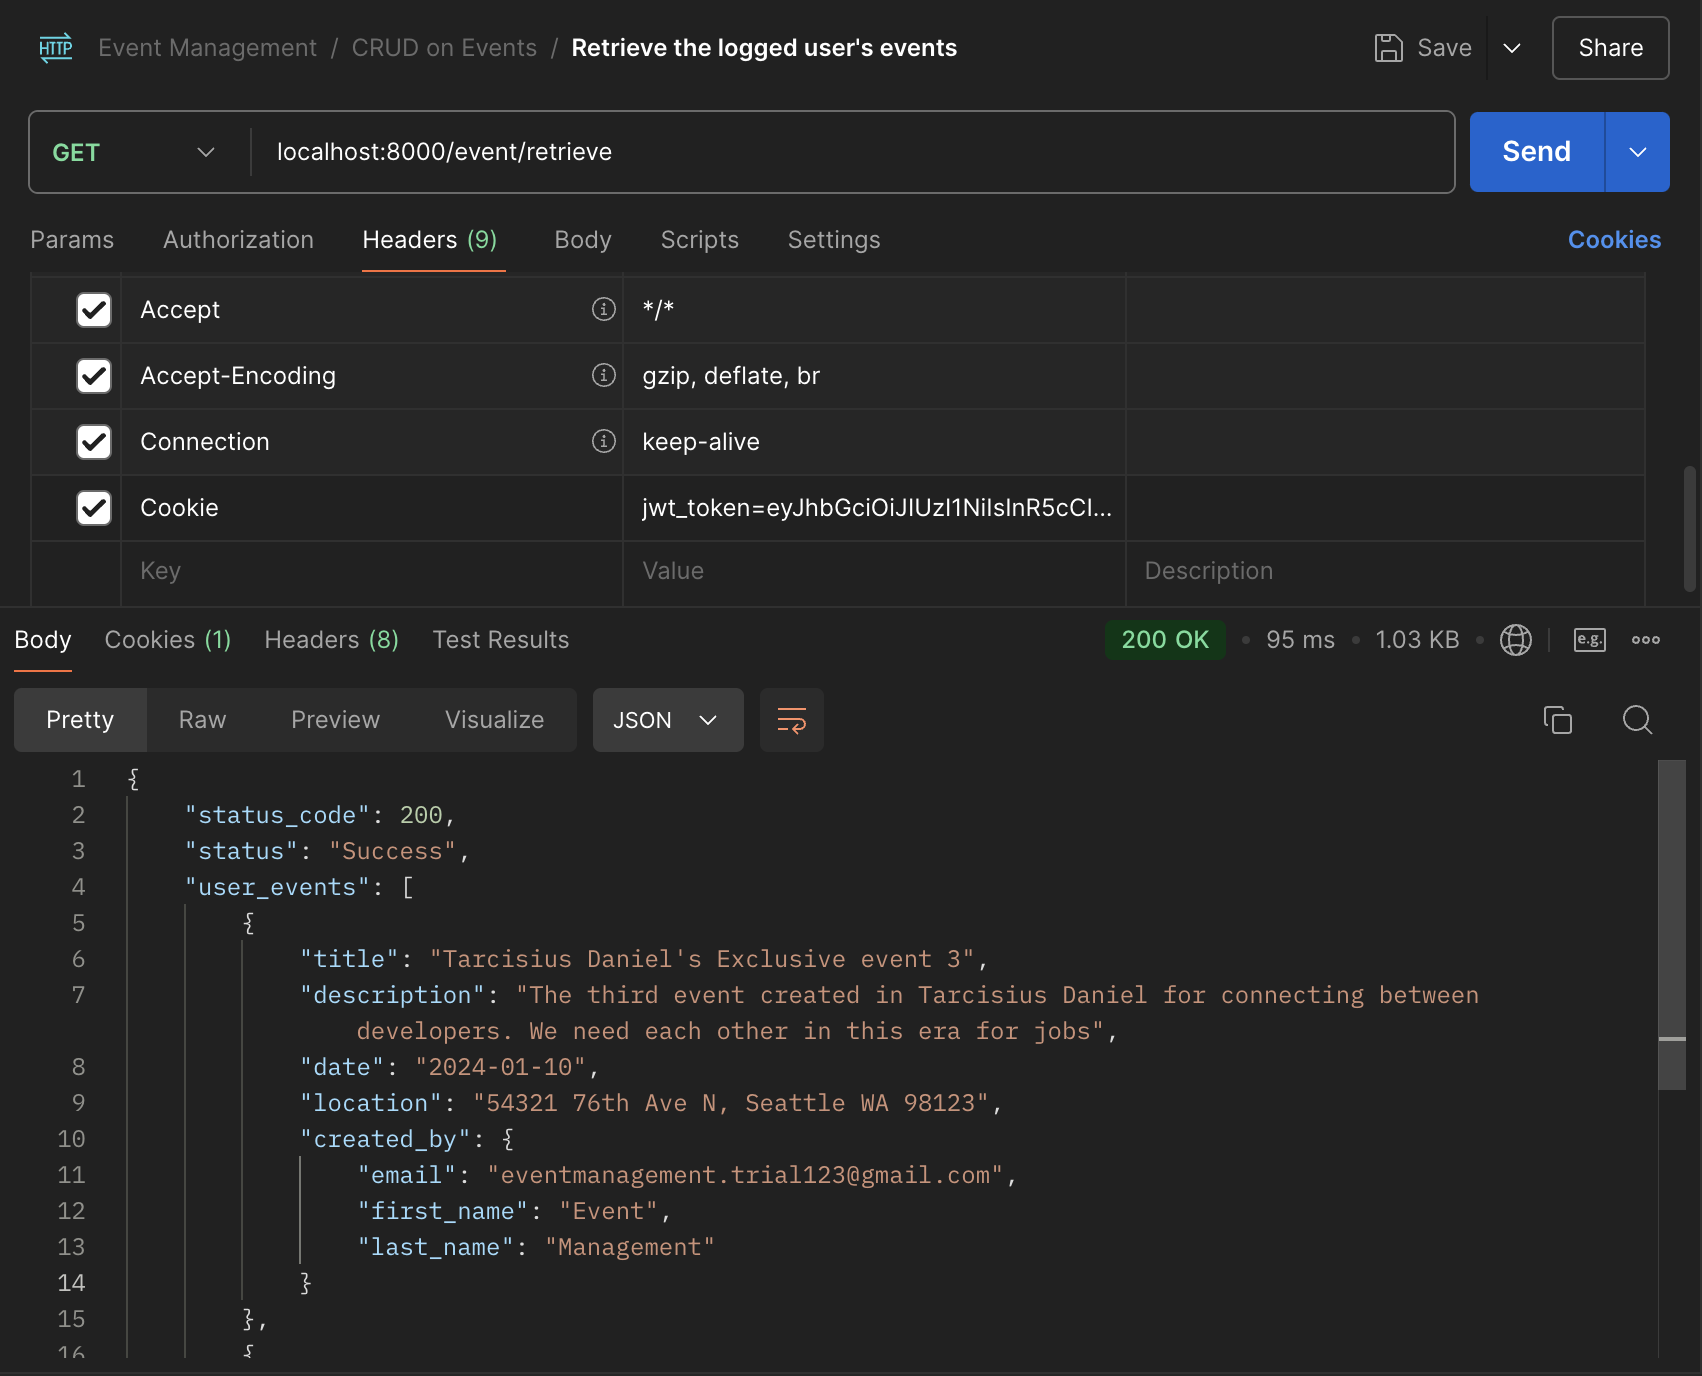 HTTP Event Management / CRUD on Events / Retrieve the logged user's events Save Share
GET localhost:8000/event/retrieve Send
Params Authorization Headers (9) Body Scripts Settings Cookies
Accept */*
Accept-Encoding gzip, deflate, br
Connection keep-alive
Cookie jwt_token=eyJhbGciOiJIUzI1NiIsInR5cCI...
Key Value Description
Body Cookies (1) Headers (8) Test Results 200 OK • 95 ms • 1.03 KB • e.g.
Pretty Raw Preview Visualize JSON
1 {
2 "status_code": 200,
3 "status": "Success",
4 "user_events": [
5 {
6 "title": "Tarcisius Daniel's Exclusive event 3",
7 "description": "The third event created in Tarcisius Daniel for connecting between
developers. We need each other in this era for jobs",
8 "date": "2024-01-10",
9 "location": "54321 76th Ave N, Seattle WA 98123",
10 "created_by": {
11 "email": "eventmanagement.trial123@gmail.com",
12 "first_name": "Event",
13 "last_name": "Management"
14 }
15 },
16 {